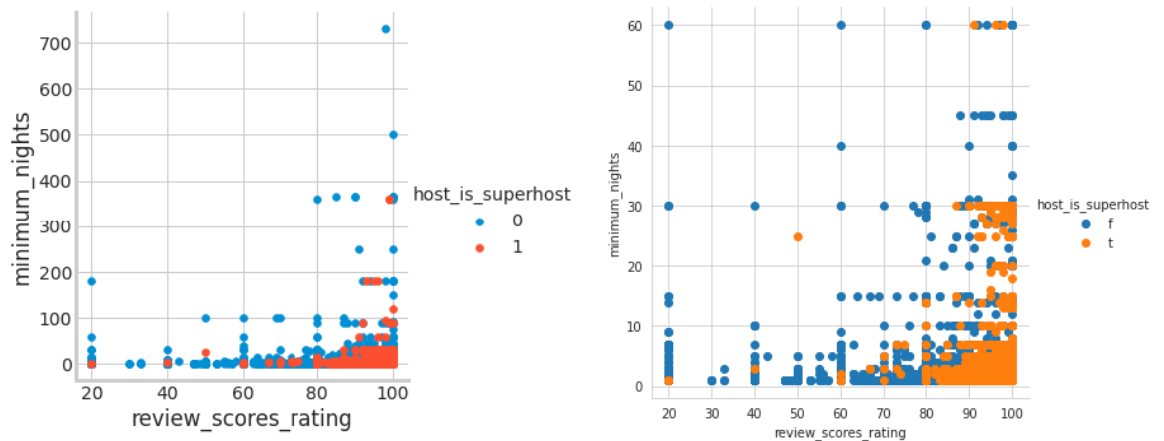 minimum_nights
700
600
500
400
300
200
100
0
20 40 60 80 100
review_scores_rating
host_is_superhost
0
1
minimum_nights
60
50
40
30
20
10
0
20 30 40 50 60 70 80 90 100
review_scores_rating
host_is_superhost
f
t